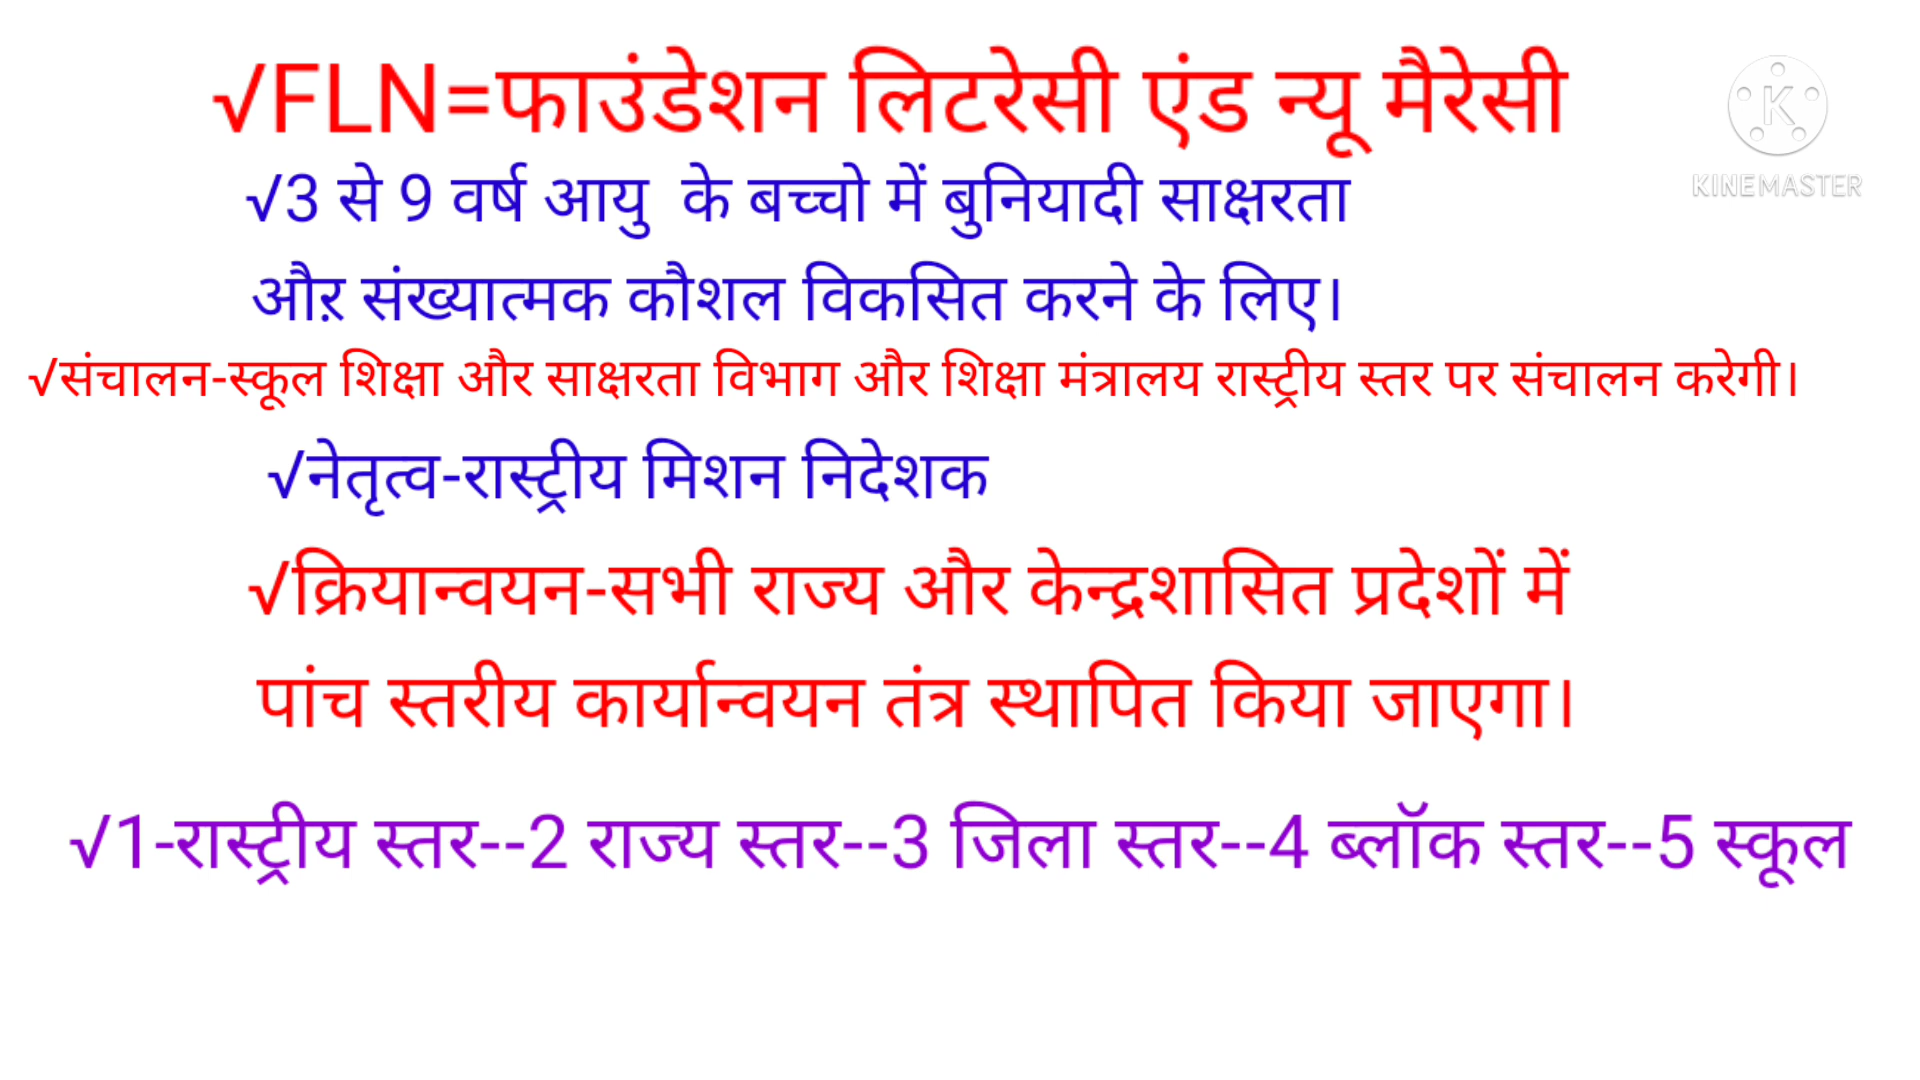 √FLN=फाउंडेशन लिटरेसी एंड न्यू मैरेसी
K
KINEMASTER
√3 से 9 वर्ष आयु  के बच्चो में बुनियादी साक्षरता
औऱ संख्यात्मक कौशल विकसित करने के लिए।
√संचालन-स्कूल शिक्षा और साक्षरता विभाग और शिक्षा मंत्रालय रास्ट्रीय स्तर पर संचालन करेगी।
√नेतृत्व-रास्ट्रीय मिशन निदेशक
√क्रियान्वयन-सभी राज्य और केन्द्रशासित प्रदेशों में
पांच स्तरीय कार्यान्वयन तंत्र स्थापित किया जाएगा।
√1-रास्ट्रीय स्तर--2 राज्य स्तर--3 जिला स्तर--4 ब्लॉक स्तर--5 स्कूल